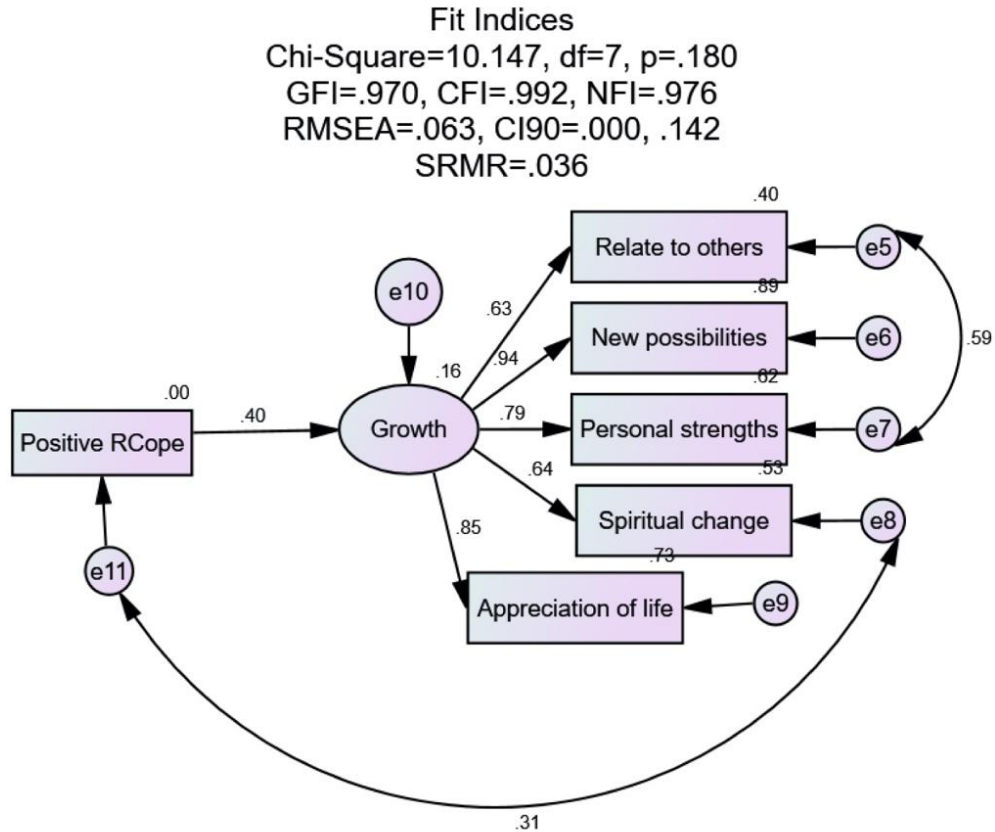 Fit Indices
Chi-Square=10.147, df=7, p=.180
GFI=.970, CFI=.992, NFI=.976
RMSEA=.063, CI90=.000, .142
SRMR=.036
.40
Relate to others
e5
.89
e10
.63
New possibilities
e6
.59
.94
.16
.62
.00
.40
Positive RCope
Growth
.79
Personal strengths
e7
.53
.64
Spiritual change
e8
.85
.73
e11
Appreciation of life
e9
.31